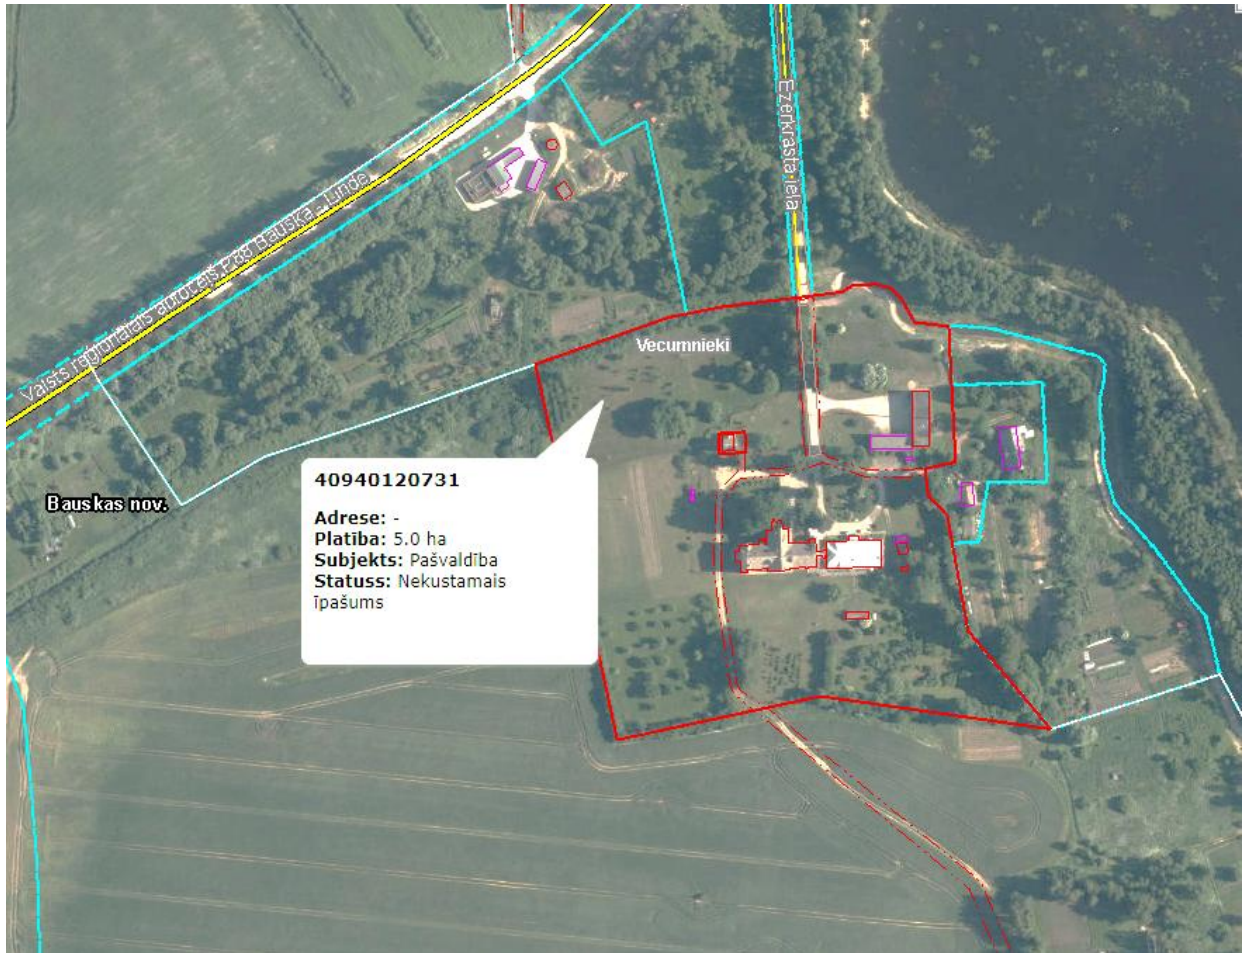 Ezerkrasta iela
Valsts reģionālais autoceļš P88 Bauska - Linde
Vecumnieki
Bauskas nov.
40940120731
Adrese: -
Platība: 5.0 ha
Subjekts: Pašvaldība
Statuss: Nekustamais
īpašums